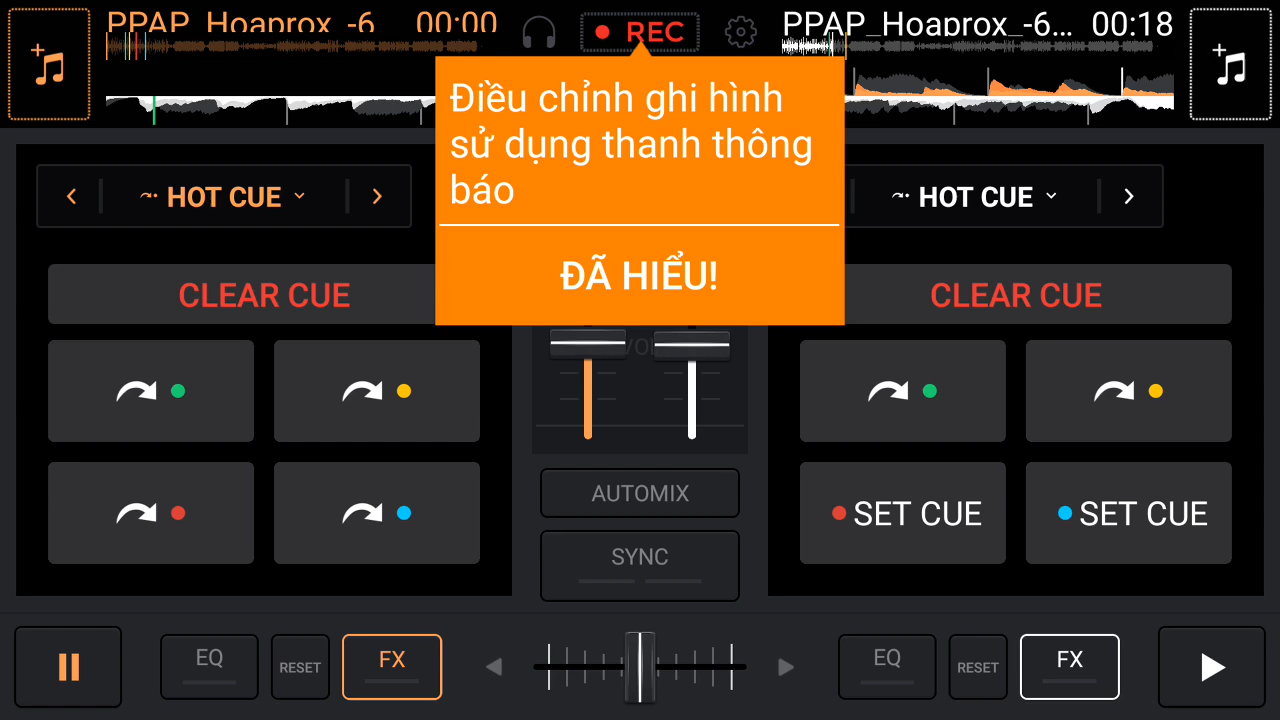 PPAP_Hoaprox_-6 00:00
REC
PPAP_Hoaprox_-6... 00:18
Điều chỉnh ghi hình
sử dụng thanh thông
báo
ĐÃ HIỂU!
HOT CUE
HOT CUE
CLEAR CUE
CLEAR CUE
SET CUE
SET CUE
AUTOMIX
SYNC
EQ
RESET
FX
EQ
RESET
FX